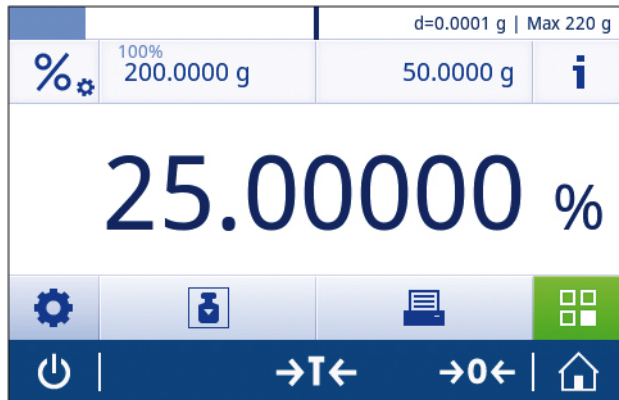 d=0.0001 g | Max 220 g
%
100%
200.0000 g
50.0000 g
i
25.00000 %
→T←
→0←